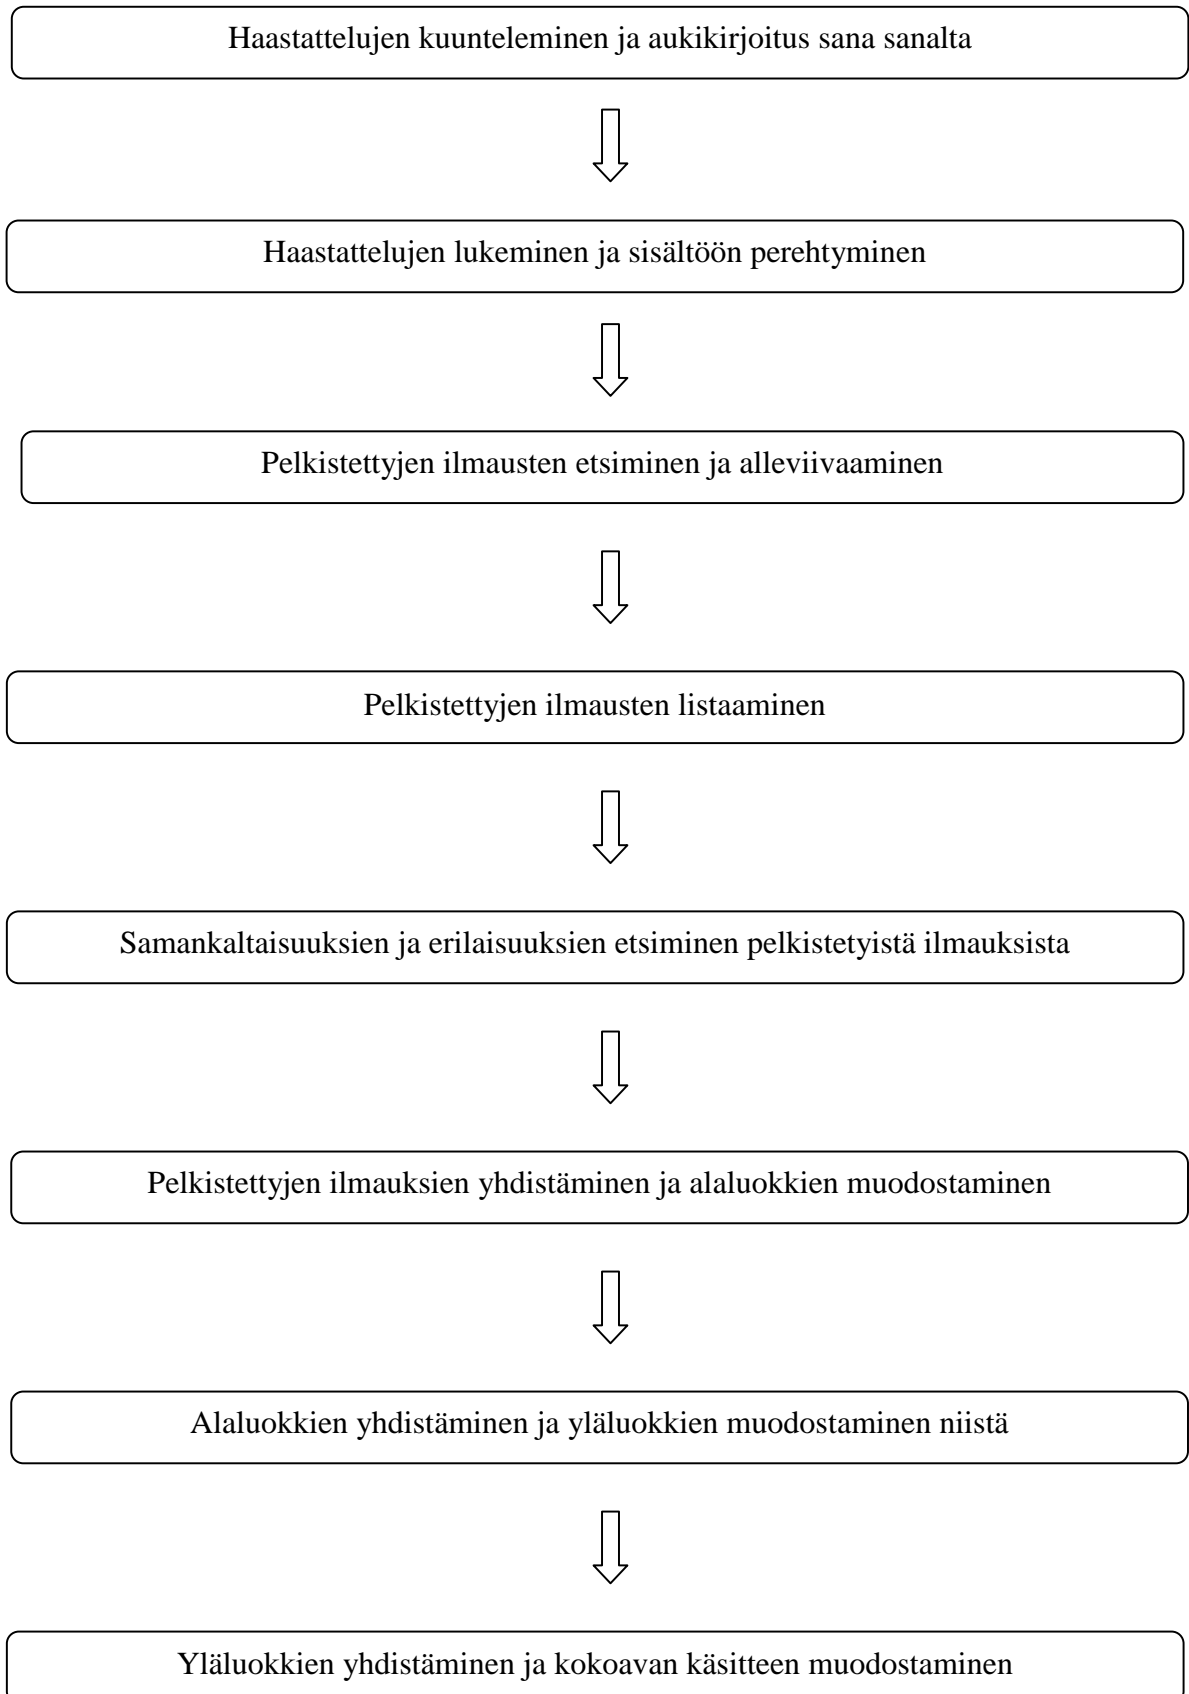 Haastattelujen kuunteleminen ja aukikirjoitus sana sanalta
Haastattelujen lukeminen ja sisältöön perehtyminen
Pelkistettyjen ilmausten etsiminen ja alleviivaaminen
Pelkistettyjen ilmausten listaaminen
Samankaltaisuuksien ja erilaisuuksien etsiminen pelkistetyistä ilmauksista
Pelkistettyjen ilmauksien yhdistäminen ja alaluokkien muodostaminen
Alaluokkien yhdistäminen ja yläluokkien muodostaminen niistä
Yläluokkien yhdistäminen ja kokoavan käsitteen muodostaminen